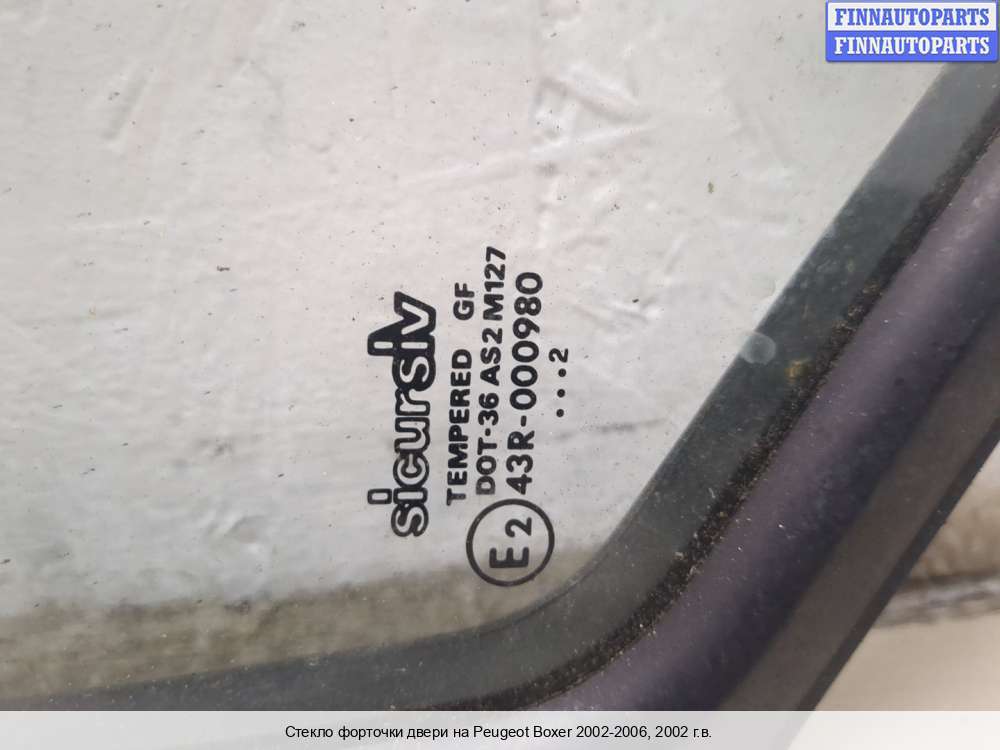 FINNAUTOPARTS
FINNAUTOPARTS
sicursiv
TEMPERED GF
DOT-36 AS2 M127
E2 43R-000980
...2
Стекло форточки двери на Peugeot Boxer 2002-2006, 2002 г.в.